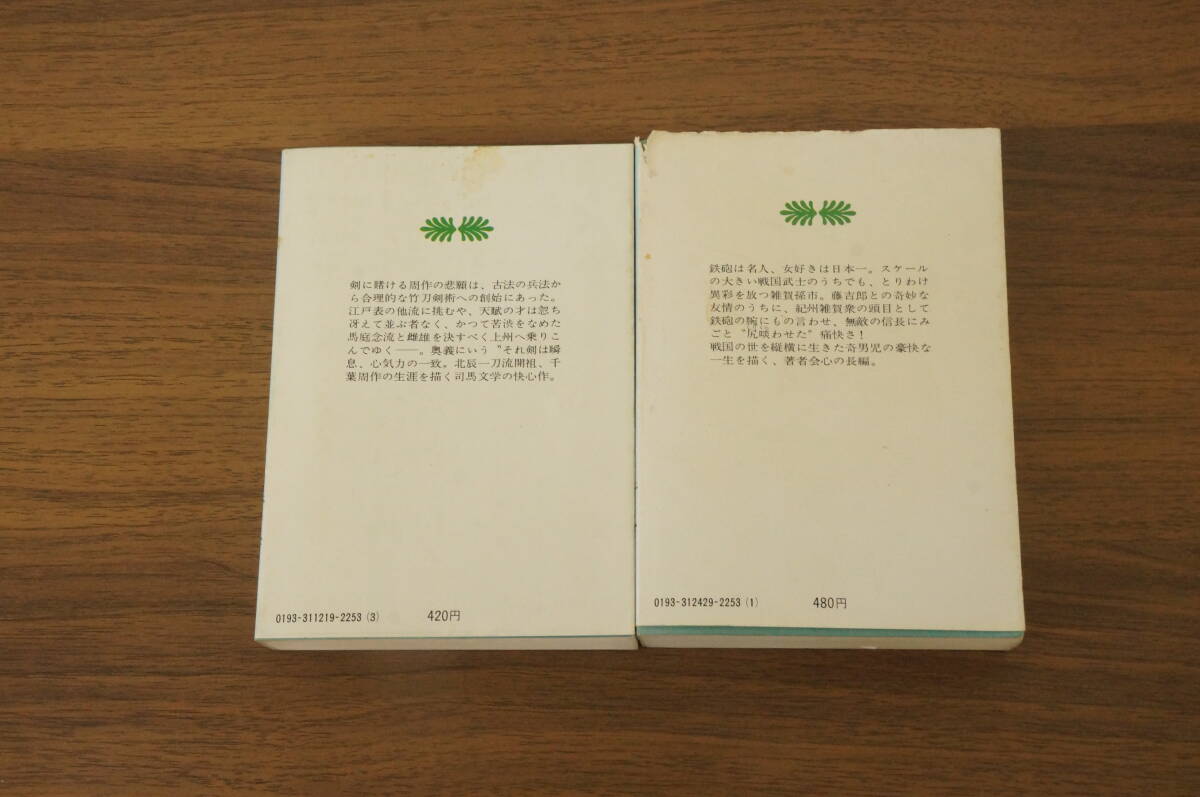 剣に賭ける周作の悲願は、古法の兵法か
ら合理的な竹刀剣術への創始にあった。
江戸表の他流に挑むや、天賦の才は忽ち
冴えて並ぶ者なく、かつて苦渋をなめた
馬庭念流と雌雄を決すべく上州へ乗りこ
んでゆく——。奥義にいう〝それ剣は瞬
息、心気力の一致。北辰一刀流開祖、千
葉周作の生涯を描く司馬文学の快心作。
0193-311219-2253 (3)
420円
鉄砲は名人、女好きは日本一。スケール
の大きい戦国武士のうちでも、とりわけ
異彩を放つ雑賀孫市。藤吉郎との奇妙な
友情のうちに、紀州雑賀衆の頭目として
鉄砲の腕にもの言わせ、無敵の信長にみ
ごと〝尻啖わせた〟痛快さ！
戦国の世を縦横に生きた奇男児の豪快な
一生を描く、著者会心の長編。
0193-312429-2253 (1)
480円